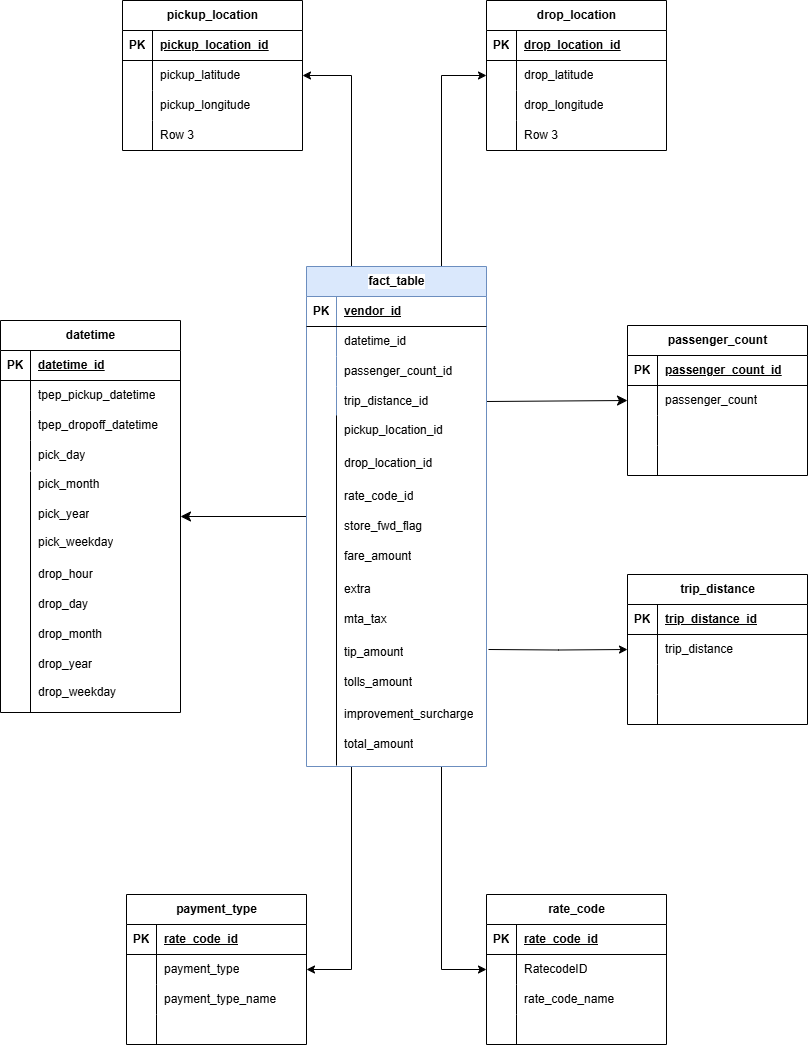 pickup_location
PK pickup_location_id
pickup_latitude
pickup_longitude
Row 3
drop_location
PK drop_location_id
drop_latitude
drop_longitude
Row 3
fact_table
PK vendor_id
datetime_id
passenger_count_id
trip_distance_id
pickup_location_id
drop_location_id
rate_code_id
store_fwd_flag
fare_amount
extra
mta_tax
tip_amount
tolls_amount
improvement_surcharge
total_amount
datetime
PK datetime_id
tpep_pickup_datetime
tpep_dropoff_datetime
pick_day
pick_month
pick_year
pick_weekday
drop_hour
drop_day
drop_month
drop_year
drop_weekday
passenger_count
PK passenger_count_id
passenger_count
trip_distance
PK trip_distance_id
trip_distance
payment_type
PK rate_code_id
payment_type
payment_type_name
rate_code
PK rate_code_id
RatecodeID
rate_code_name